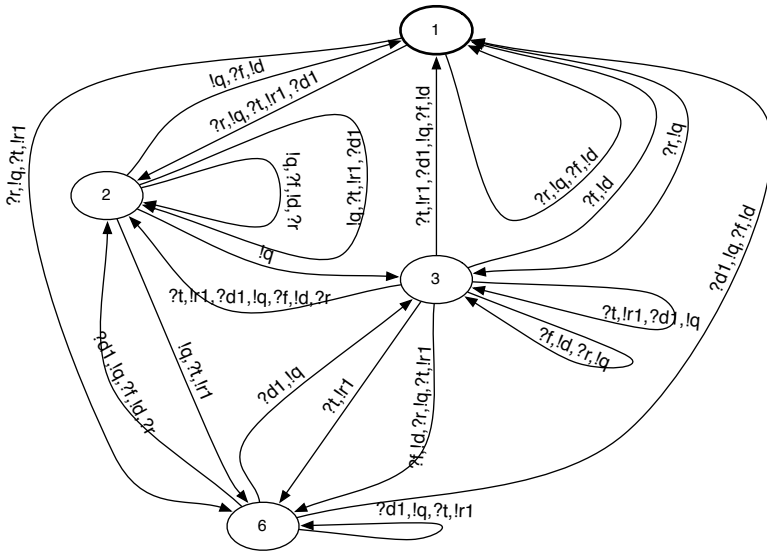 1
!q,?f,!d
?r,!q,?t,!r1,?d1
?r,!q,?t,!r1
?t,!r1,?d1,!q,?f,!d
?r,!q,?f,!d
?f,!d
?r,!q
2
!q,?f,!d,?r
!q,?t,!r1,?d1
!q
3
?t,!r1,?d1,!q,?f,!d,?r
?t,!r1,?d1,!q
?f,!d,?r,!q
?d1,!q,?f,!d
?d1,!q,?f,!d,?r
!q,?t,!r1
?d1,!q
?t,!r1
?f,!d,?r,!q,?t,!r1
6
?d1,!q,?t,!r1